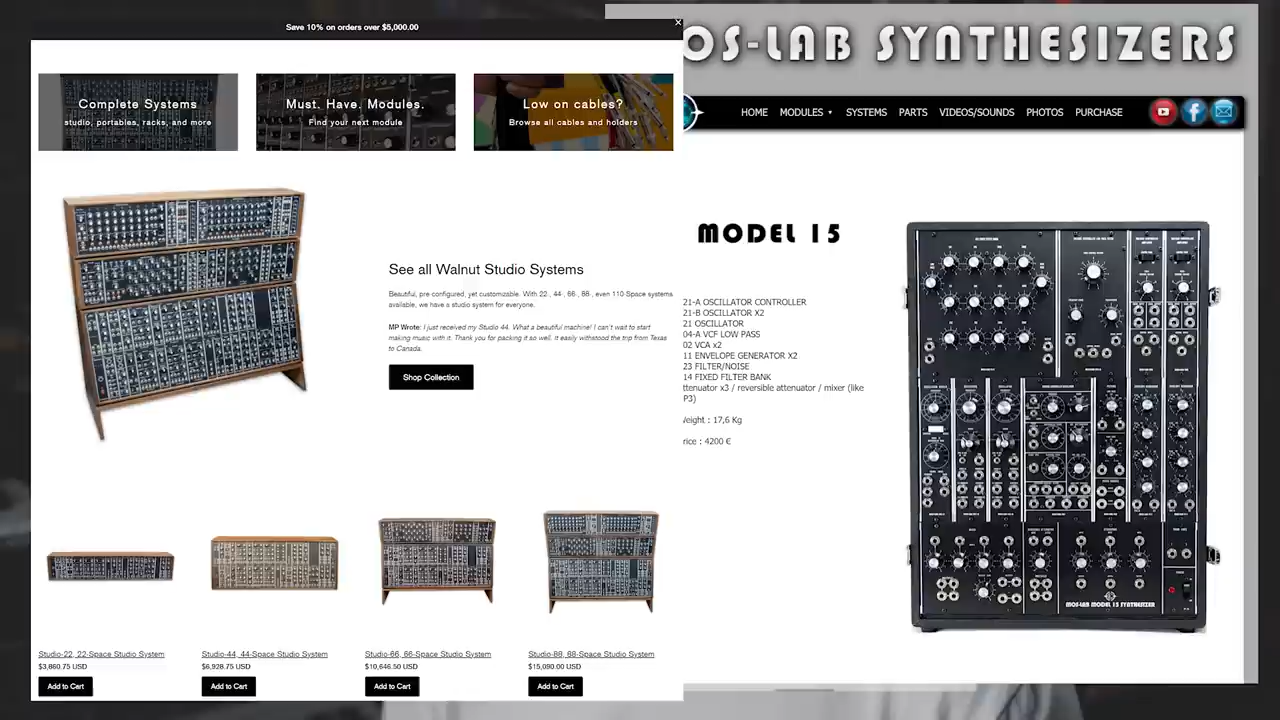 Save 10% on orders over $5,000.00
Complete Systems
studio, portables, racks, and more
Must. Have. Modules.
Find your next module
Low on cables?
Browse all cables and holders
See all Walnut Studio Systems
Beautiful, pre-configured, yet customizable. With 22-, 44-, 66-, 88-, even 110-Space systems
available, we have a studio system for everyone.
MP Wrote: I just received my Studio 44. What a beautiful machine! I can't wait to start
making music with it. Thank you for packing it so well. It easily withstood the trip from Texas
to Canada.
Shop Collection
Studio-22, 22-Space Studio System
$3,860.75 USD
Add to Cart
Studio-44, 44-Space Studio System
$6,928.75 USD
Add to Cart
Studio-66, 66-Space Studio System
$10,646.50 USD
Add to Cart
Studio-88, 88-Space Studio System
$15,090.00 USD
Add to Cart
OS-LAB SYNTHESIZERS
HOME MODULES SYSTEMS PARTS VIDEOS/SOUNDS PHOTOS PURCHASE
MODEL 15
21-A OSCILLATOR CONTROLLER
21-B OSCILLATOR X2
21 OSCILLATOR
04-A VCF LOW PASS
02 VCA x2
11 ENVELOPE GENERATOR X2
23 FILTER/NOISE
14 FIXED FILTER BANK
ttenuator x3 / reversible attenuator / mixer (like
P3)
eight : 17,6 Kg
rice : 4200 €
MOS-LAB MODEL 15 SYNTHESIZER